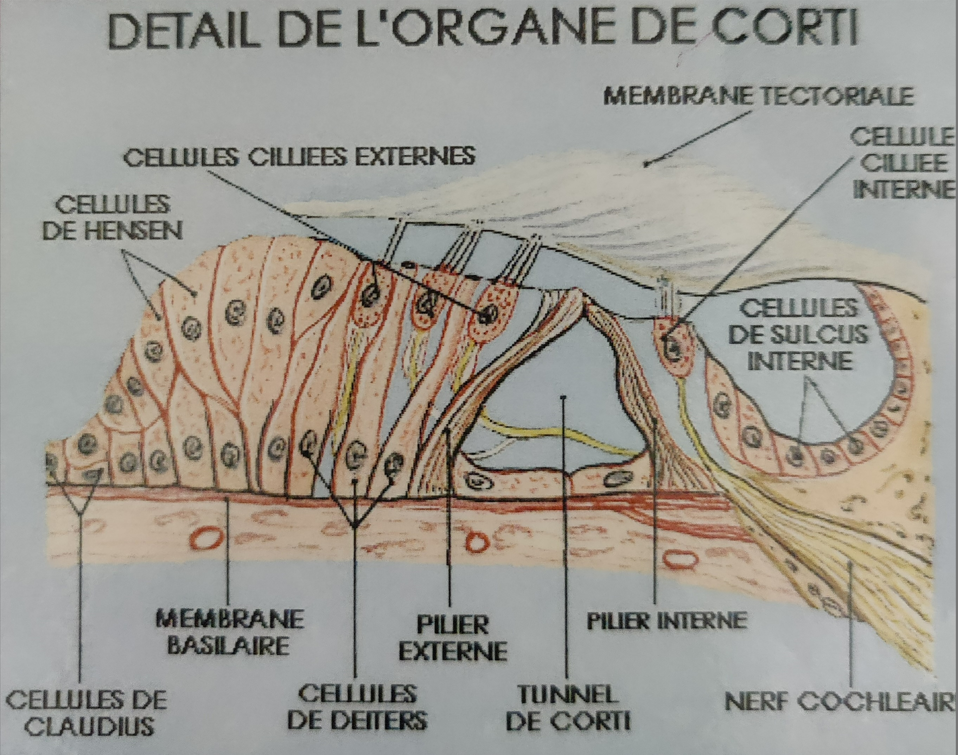 DETAIL DE L'ORGANE DE CORTI
MEMBRANE TECTORIALE
CELLULE
CILLIEE
INTERNE
CELLULES CILLIEES EXTERNES
CELLULES
DE HENSEN
CELLULES
DE SULCUS
INTERNE
MEMBRANE
BASILAIRE
PILIER
EXTERNE
PILIER INTERNE
CELLULES DE
CLAUDIUS
CELLULES
DE DEITERS
TUNNEL
DE CORTI
NERF COCHLEAIR